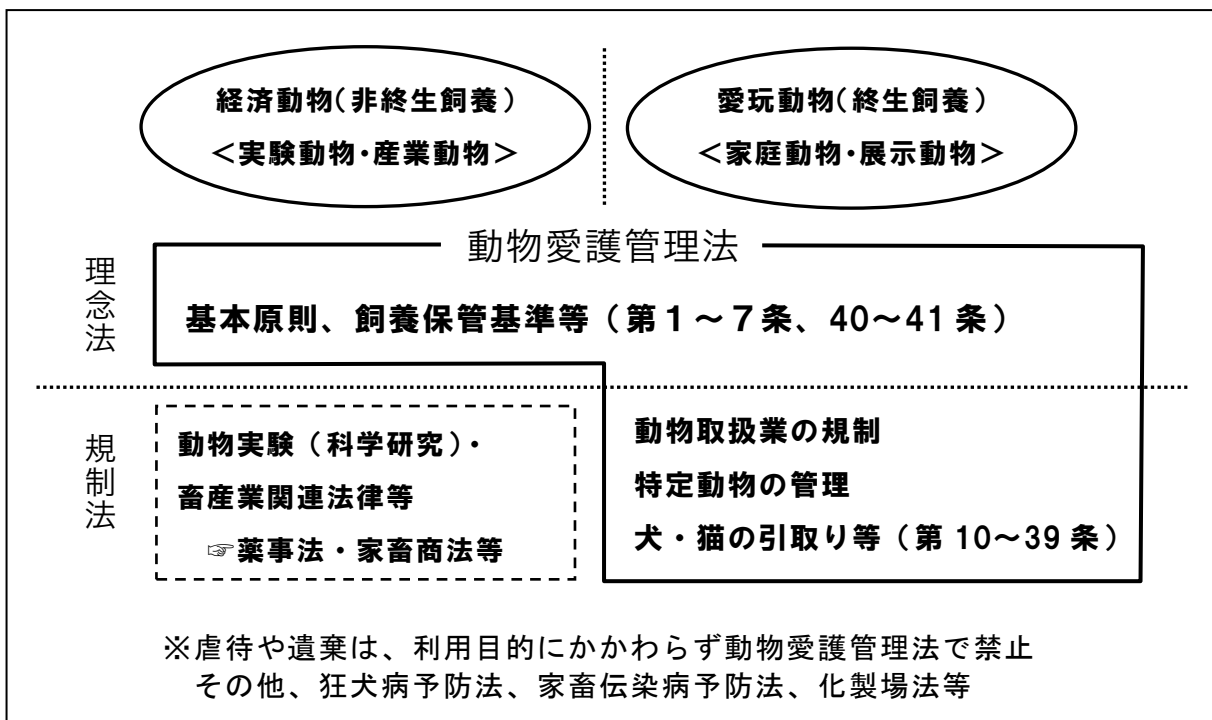 経済動物(非終生飼養)
＜実験動物・産業動物＞
愛玩動物(終生飼養)
＜家庭動物・展示動物＞
動物愛護管理法
理念法
基本原則、飼養保管基準等（第１～７条、40～41 条）
規制法
動物実験（科学研究）・
畜産業関連法律等
☞薬事法・家畜商法等
動物取扱業の規制
特定動物の管理
犬・猫の引取り等（第 10～39 条）
※虐待や遺棄は、利用目的にかかわらず動物愛護管理法で禁止
その他、狂犬病予防法、家畜伝染病予防法、化製場法等